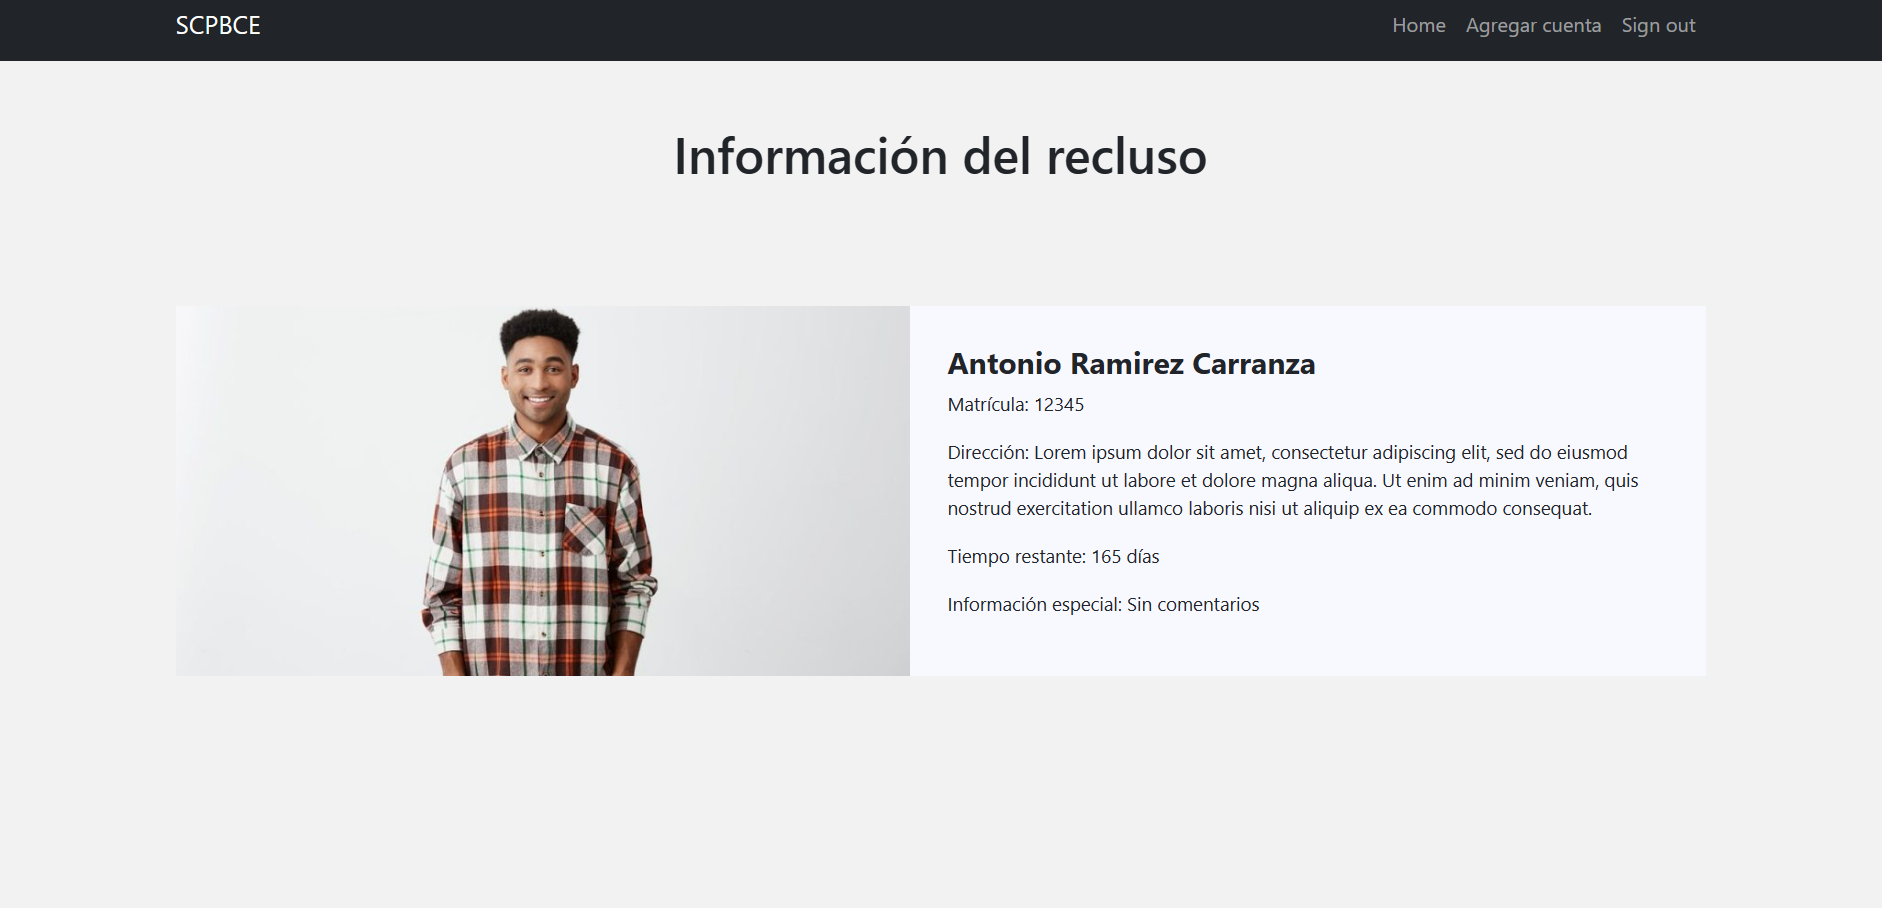 SCPBCE
Home Agregar cuenta Sign out
Información del recluso
Antonio Ramirez Carranza
Matrícula: 12345
Dirección: Lorem ipsum dolor sit amet, consectetur adipiscing elit, sed do eiusmod
tempor incididunt ut labore et dolore magna aliqua. Ut enim ad minim veniam, quis
nostrud exercitation ullamco laboris nisi ut aliquip ex ea commodo consequat.
Tiempo restante: 165 días
Información especial: Sin comentarios